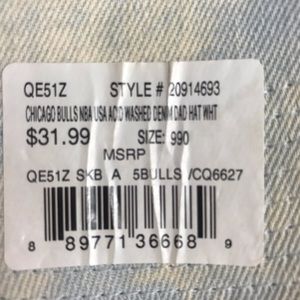 QE51Z STYLE # 20914693
CHICAGO BULLS NBA USA ACID WASHED DENIM DAD HAT WHT
$31.99 SIZE: 990
MSRP
QE51Z SKB A 5BULLS /CQ6627
8 89771 36668 9